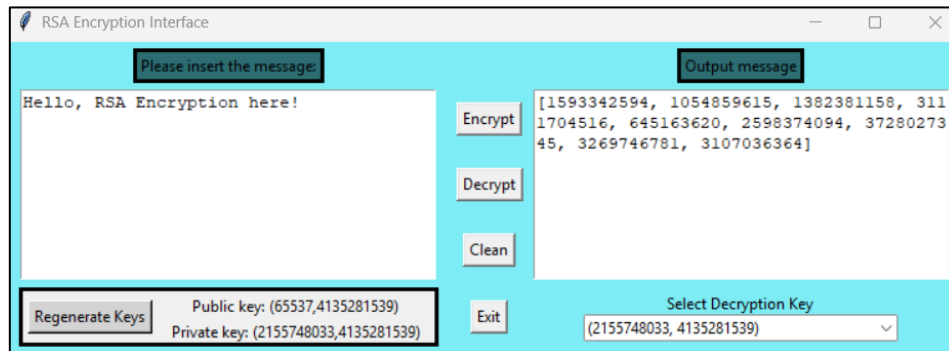 RSA Encryption Interface
Please insert the message:
Output message
Hello, RSA Encryption here!
[1593342594, 1054859615, 1382381158, 311
1704516, 645163620, 2598374094, 37280273
45, 3269746781, 3107036364]
Encrypt
Decrypt
Clean
Regenerate Keys
Public key: (65537,4135281539)
Private key: (2155748033,4135281539)
Exit
Select Decryption Key
(2155748033, 4135281539)